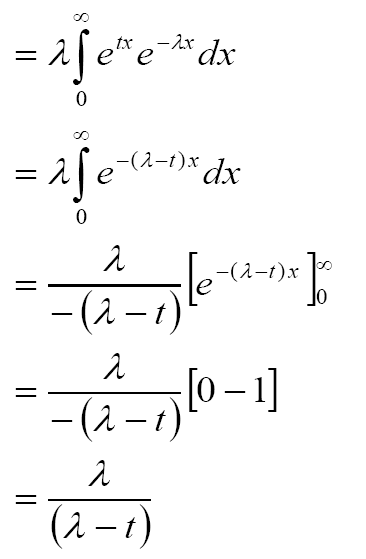 = λ∫₀^∞ e^{tx} e^{−λx} dx
= λ∫₀^∞ e^{−(λ−t)x} dx
= λ/(−(λ−t)) [e^{−(λ−t)x}]₀^∞
= λ/(−(λ−t)) [0−1]
= λ/((λ−t))